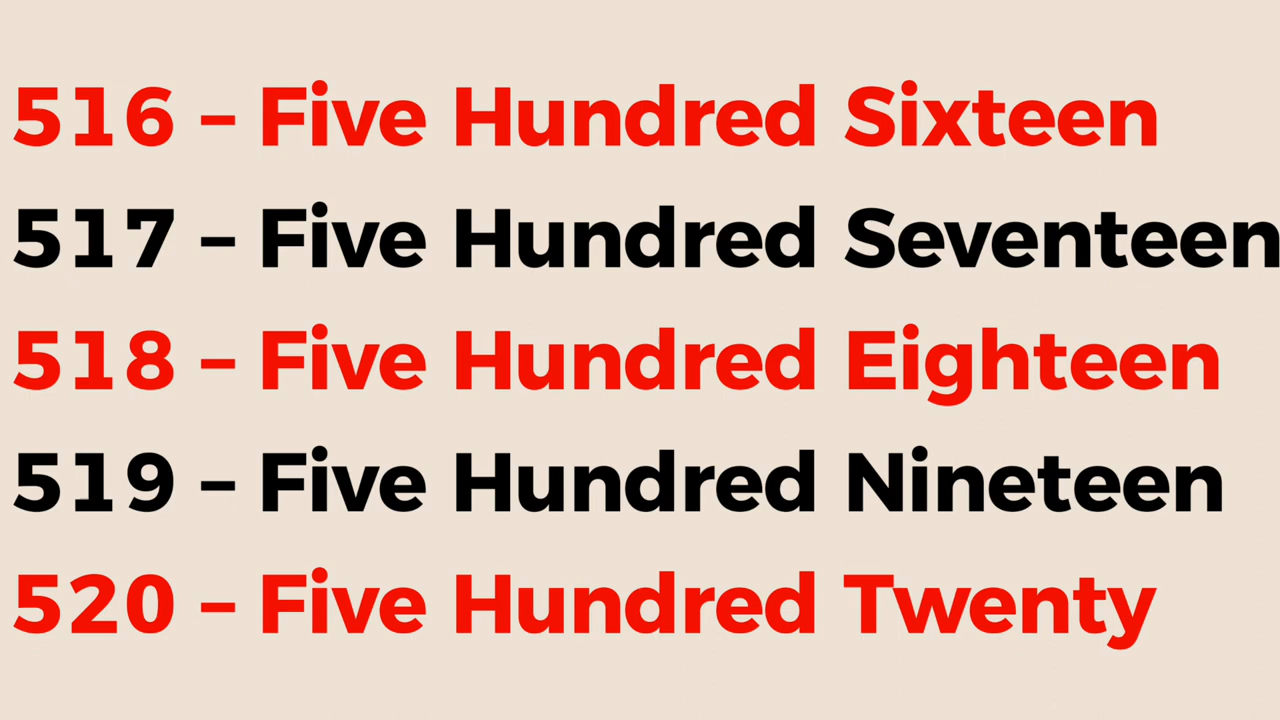 516 – Five Hundred Sixteen
517 – Five Hundred Seventeen
518 – Five Hundred Eighteen
519 – Five Hundred Nineteen
520 – Five Hundred Twenty